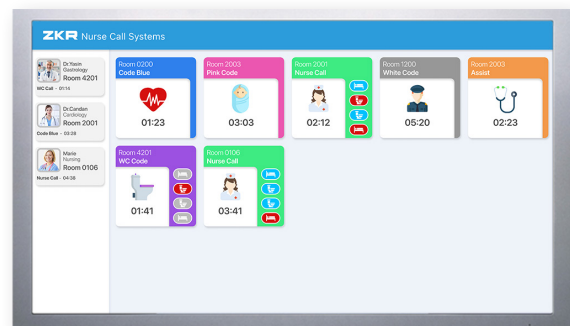 ZKR Nurse Call Systems
Dr.Yasin
Gastrology
Room 4201
WC Call - 01:14
Dr.Candan
Cardiology
Room 2001
Code Blue - 03:28
Marie
Nursing
Room 0106
Nurse Call - 04:38
Room 0200
Code Blue
01:23
Room 2003
Pink Code
03:03
Room 2001
Nurse Call
02:12
Room 1200
White Code
05:20
Room 2003
Assist
02:23
Room 4201
WC Code
01:41
Room 0106
Nurse Call
03:41